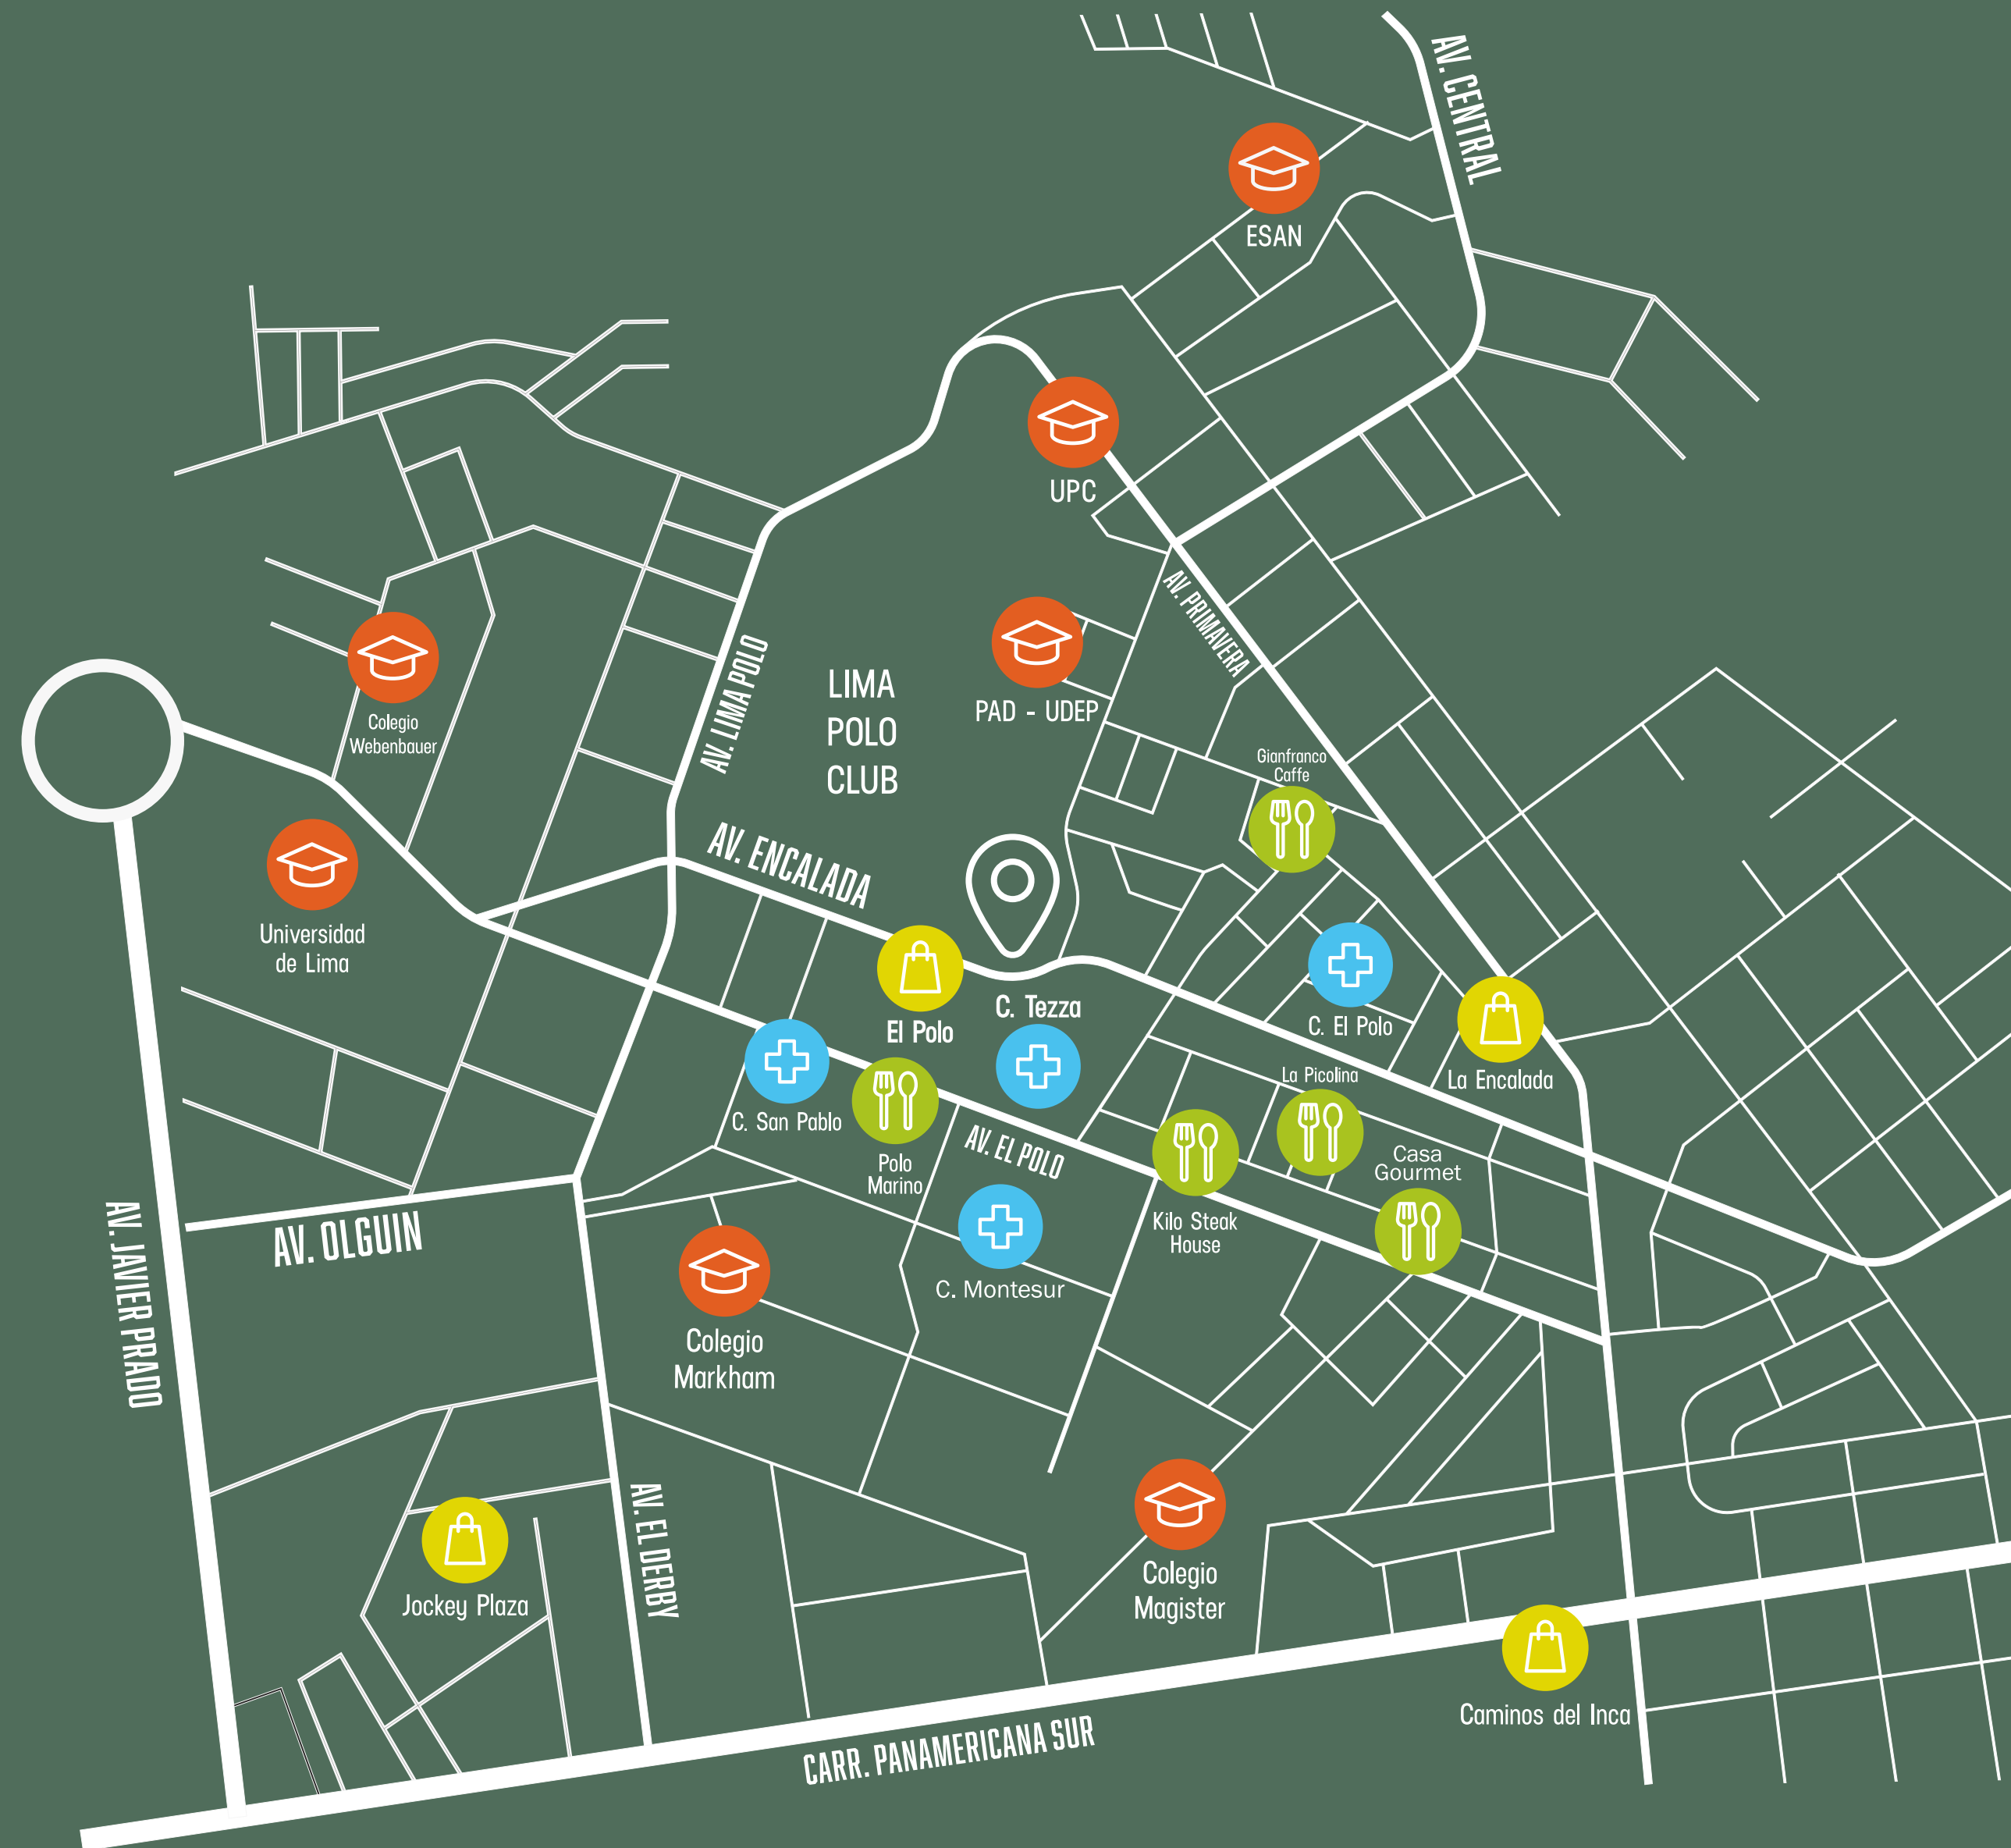 AV. CENTRAL
ESAN
UPC
AV. PRIMAVERA
AV. LIMA POLO
LIMA
POLO
CLUB
PAD - UDEP
Colegio
Webenbauer
Gianfranco
Caffe
AV. ENCALADA
Universidad
de Lima
C. Tezza
El Polo
C. El Polo
La Encalada
La Picolina
C. San Pablo
AV. EL POLO
Polo
Marino
Casa
Gourmet
Kilo Steak
House
AV. OLGUIN
AV. JAVIER PRADO
C. Montesur
Colegio
Markham
AV. EL DERBY
Jockey Plaza
Colegio
Magister
Caminos del Inca
CARR. PANAMERICANA SUR